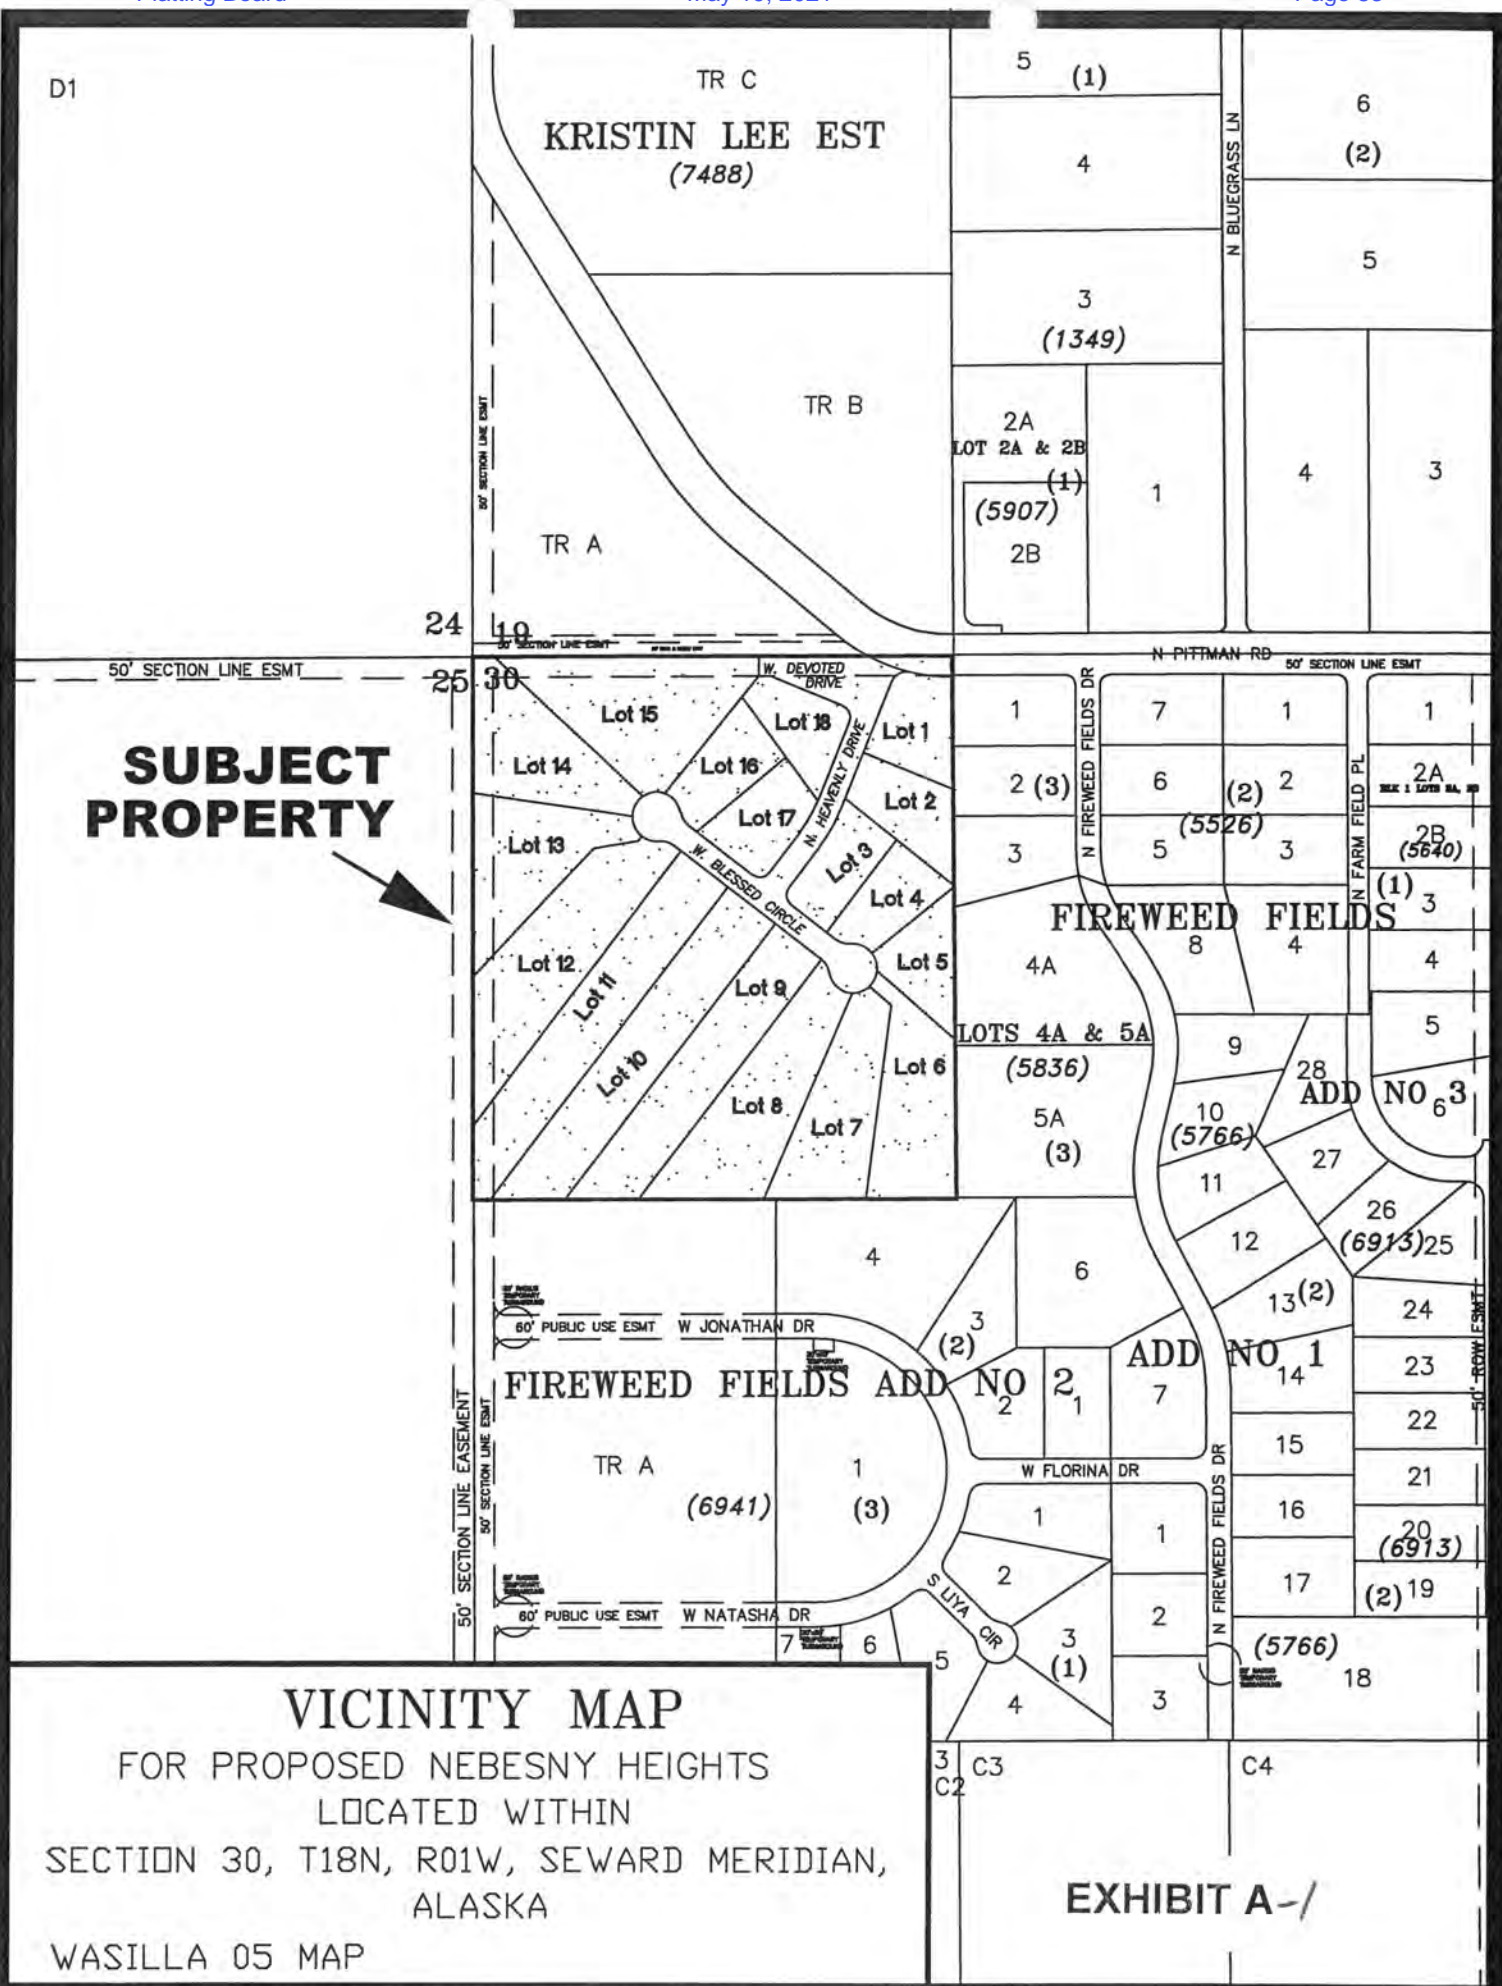 D1
TR C
KRISTIN LEE EST
(7488)
5
(1)
4
3
(1349)
N BLUEGRASS LN
6
(2)
5
4
3
TR B
2A
LOT 2A & 2B
(1)
(5907)
2B
1
50' SECTION LINE ESMT
TR A
24
19
50' SECTION LINE ESMT
50' SECTION LINE ESMT
25
30
N PITTMAN RD
50' SECTION LINE ESMT
SUBJECT
PROPERTY
W. DEVOTED
DRIVE
Lot 15
Lot 18
Lot 1
Lot 14
Lot 16
Lot 2
Lot 17
N. HEAVENLY DRIVE
Lot 13
Lot 3
W. BLESSED CIRCLE
Lot 4
Lot 12
Lot 11
Lot 9
Lot 5
Lot 10
Lot 6
Lot 8
Lot 7
1
N FIREWEED FIELDS DR
7
1
N FARM FIELD PL
1
2
(3)
6
(2)
2
2A
(5526)
3
5
3
2B
(5640)
(1)
3
FIREWEED FIELDS
8
4
4A
4
LOTS 4A & 5A
(5836)
5
9
28
ADD NO 3
6
10
(5766)
5A
(3)
27
11
26
(6913)
25
12
4
6
13
(2)
24
60' PUBLIC USE ESMT
W JONATHAN DR
3
(2)
ADD NO 1
14
23
FIREWEED FIELDS ADD NO 2
2
1
7
22
50' ROW ESMT
15
TR A
1
W FLORINA DR
21
(6941)
(3)
1
1
16
20
(6913)
50' SECTION LINE EASEMENT
50' SECTION LINE ESMT
2
17
(2)
19
N FIREWEED FIELDS DR
60' PUBLIC USE ESMT
W NATASHA DR
S LIYA CIR
2
7
6
5
3
(1)
(5766)
18
4
3
VICINITY MAP
FOR PROPOSED NEBESNY HEIGHTS
LOCATED WITHIN
SECTION 30, T18N, R01W, SEWARD MERIDIAN,
ALASKA
WASILLA 05 MAP
3
C2
C3
C4
EXHIBIT A-1